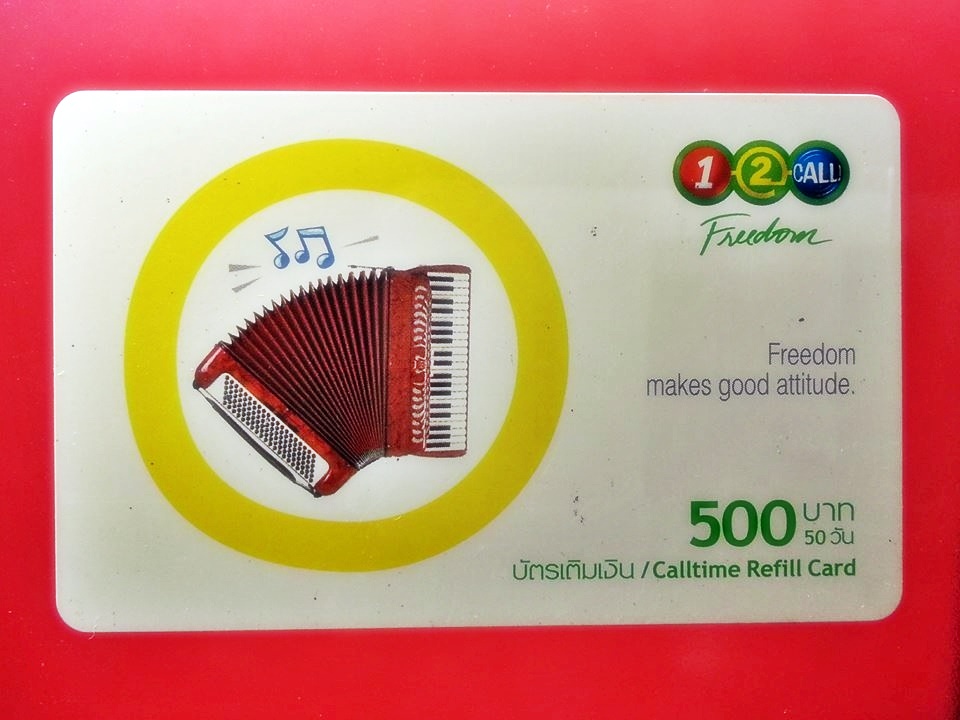 1 2 CALL!
Freedom
Freedom
makes good attitude.
500 บาท
50 วัน
บัตรเติมเงิน / Calltime Refill Card